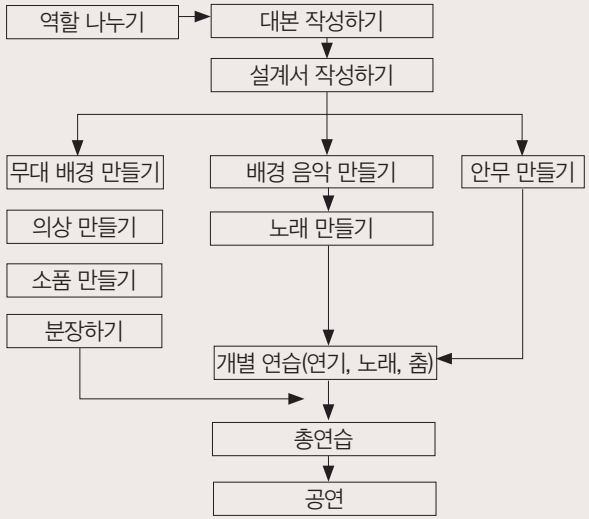 역할 나누기
대본 작성하기
설계서 작성하기
무대 배경 만들기
배경 음악 만들기
안무 만들기
의상 만들기
노래 만들기
소품 만들기
분장하기
개별 연습(연기, 노래, 춤)
총연습
공연